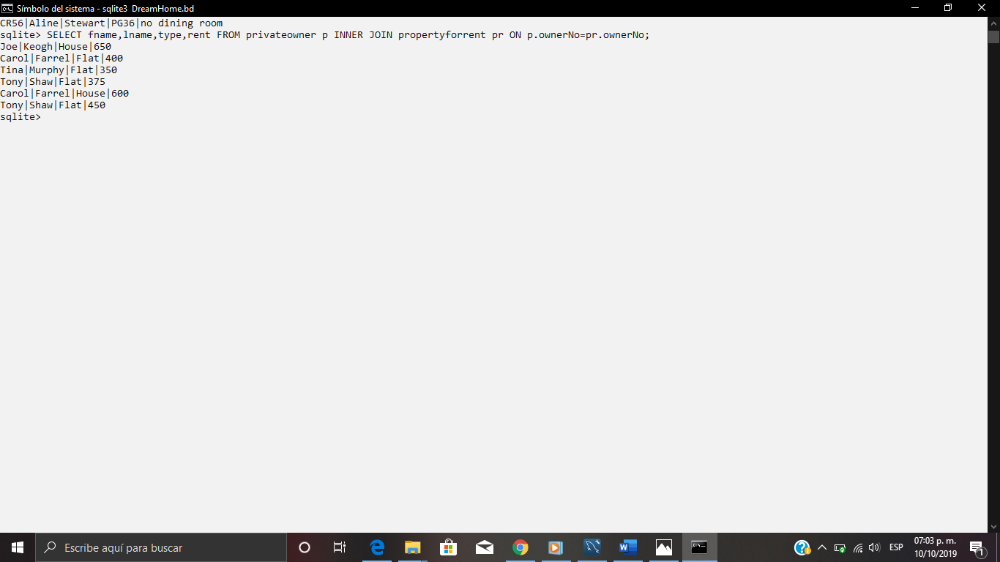 Símbolo del sistema - sqlite3 DreamHome.bd
CR56|Aline|Stewart|PG36|no dining room
sqlite> SELECT fname,lname,type,rent FROM privateowner p INNER JOIN propertyforrent pr ON p.ownerNo=pr.ownerNo;
Joe|Keogh|House|650
Carol|Farrel|Flat|400
Tina|Murphy|Flat|350
Tony|Shaw|Flat|375
Carol|Farrel|House|600
Tony|Shaw|Flat|450
sqlite>
Escribe aquí para buscar
ESP
07:03 p. m.
10/10/2019
1